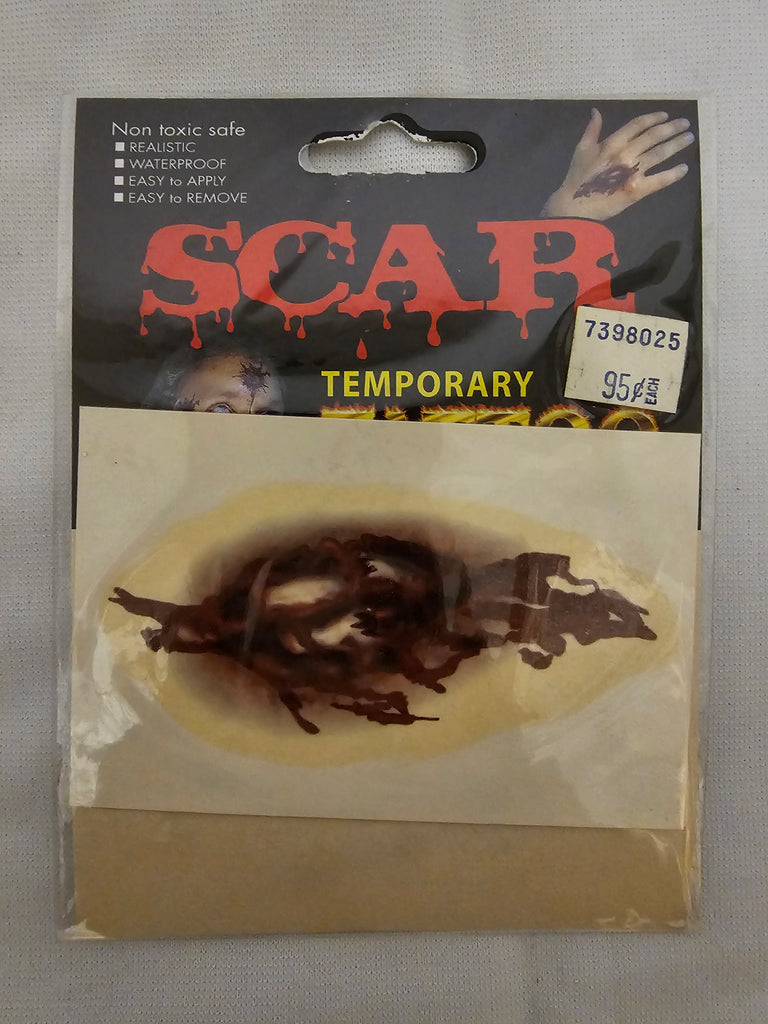 Non toxic safe
■ REALISTIC
■ WATERPROOF
■ EASY to APPLY
■ EASY to REMOVE
SCAR
7398025
95¢ EACH
TEMPORARY